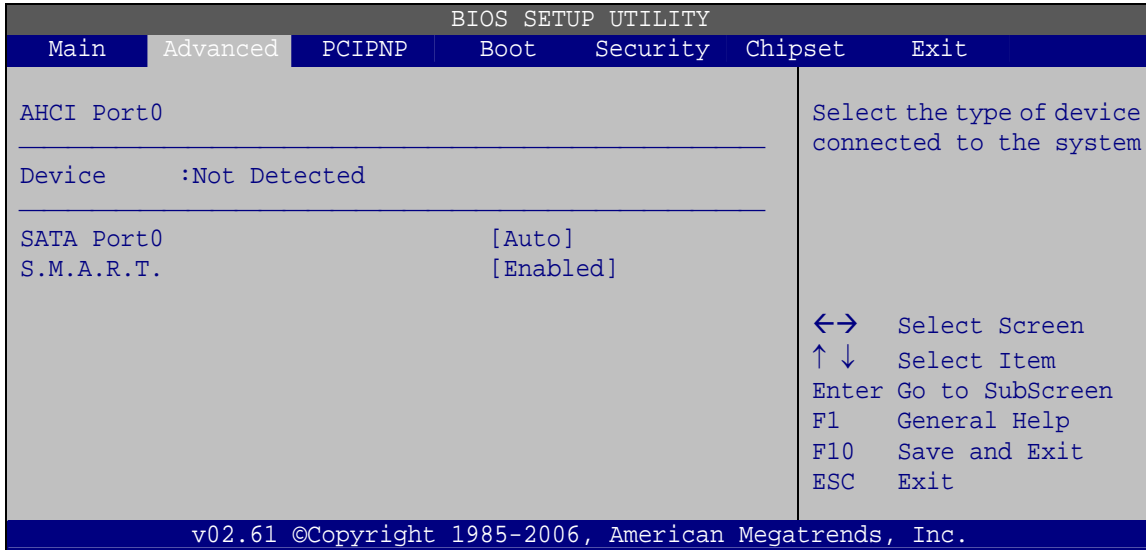 BIOS SETUP UTILITY
Main Advanced PCIPNP Boot Security Chipset Exit
AHCI Port0
Device :Not Detected
SATA Port0 [Auto]
S.M.A.R.T. [Enabled]
Select the type of device
connected to the system
←→ Select Screen
↑ ↓ Select Item
Enter Go to SubScreen
F1 General Help
F10 Save and Exit
ESC Exit
v02.61 ©Copyright 1985-2006, American Megatrends, Inc.